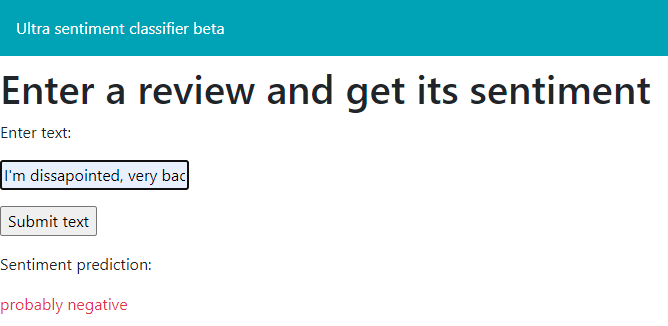 Ultra sentiment classifier beta
Enter a review and get its sentiment
Enter text:
I'm dissapointed, very
Submit text
Sentiment prediction:
probably negative